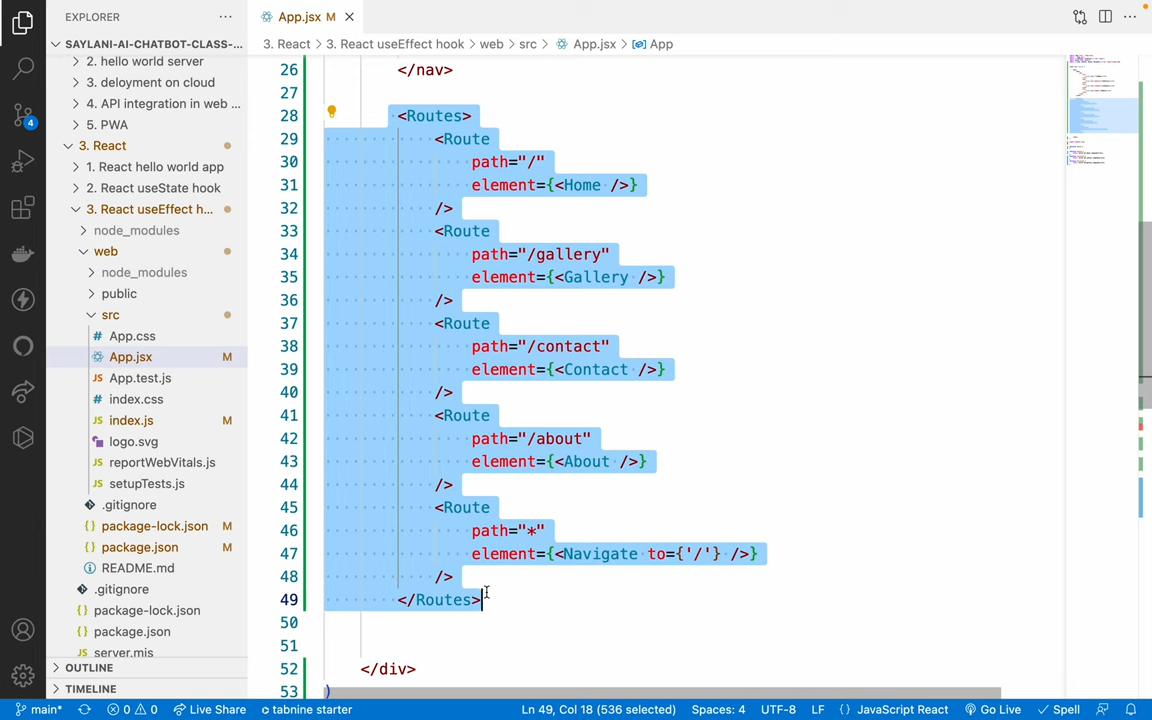 EXPLORER
App.jsx M
SAYLANI-AI-CHATBOT-CLASS-...
3. React > 3. React useEffect hook > web > src > App.jsx > App
2. hello world server
3. deloyment on cloud
4. API integration in web ...
5. PWA
3. React
1. React hello world app
2. React useState hook
3. React useEffect h...
node_modules
web
node_modules
public
src
App.css
App.jsx M
App.test.js
index.css
index.js M
logo.svg
reportWebVitals.js
setupTests.js
.gitignore
package-lock.json M
package.json M
README.md
.gitignore
package-lock.json
package.json
server.mjs
OUTLINE
TIMELINE
4
26 </nav>
27
28 <Routes>
29 <Route
30 path="/"
31 element={<Home />}
32 />
33 <Route
34 path="/gallery"
35 element={<Gallery />}
36 />
37 <Route
38 path="/contact"
39 element={<Contact />}
40 />
41 <Route
42 path="/about"
43 element={<About />}
44 />
45 <Route
46 path="*"
47 element={<Navigate to={'/'} />}
48 />
49 </Routes>
50
51
52 </div>
53 )
main* 0 0 Live Share tabnine starter Ln 49, Col 18 (536 selected) Spaces: 4 UTF-8 LF {} JavaScript React Go Live Spell